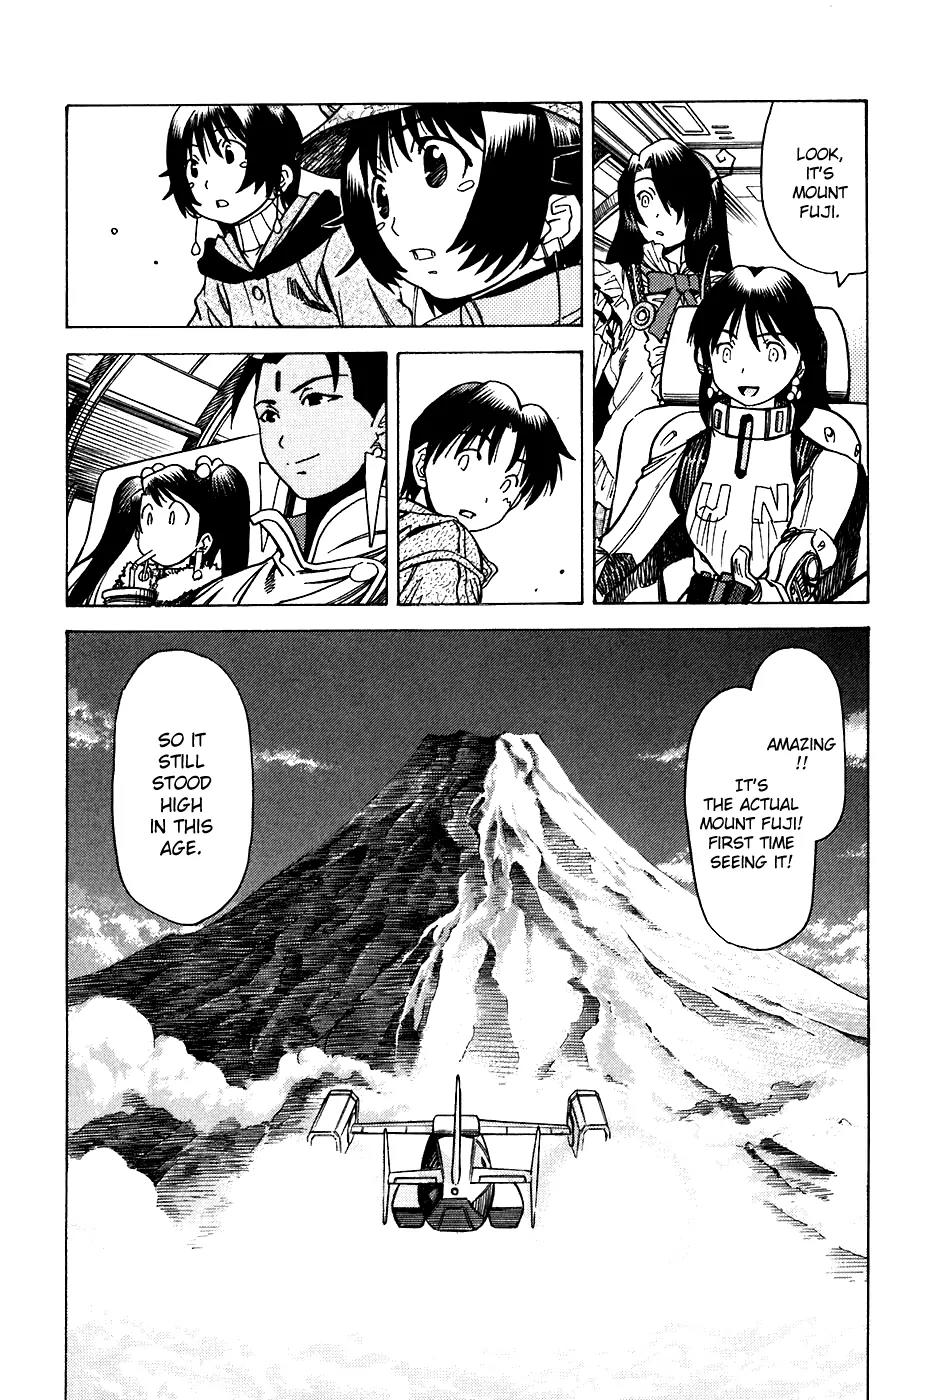 LOOK,
IT'S
MOUNT
FUJI.
UN
AMAZING
!!
IT'S
THE ACTUAL
MOUNT FUJI!
FIRST TIME
SEEING IT!
SO IT
STILL
STOOD
HIGH
IN THIS
AGE.